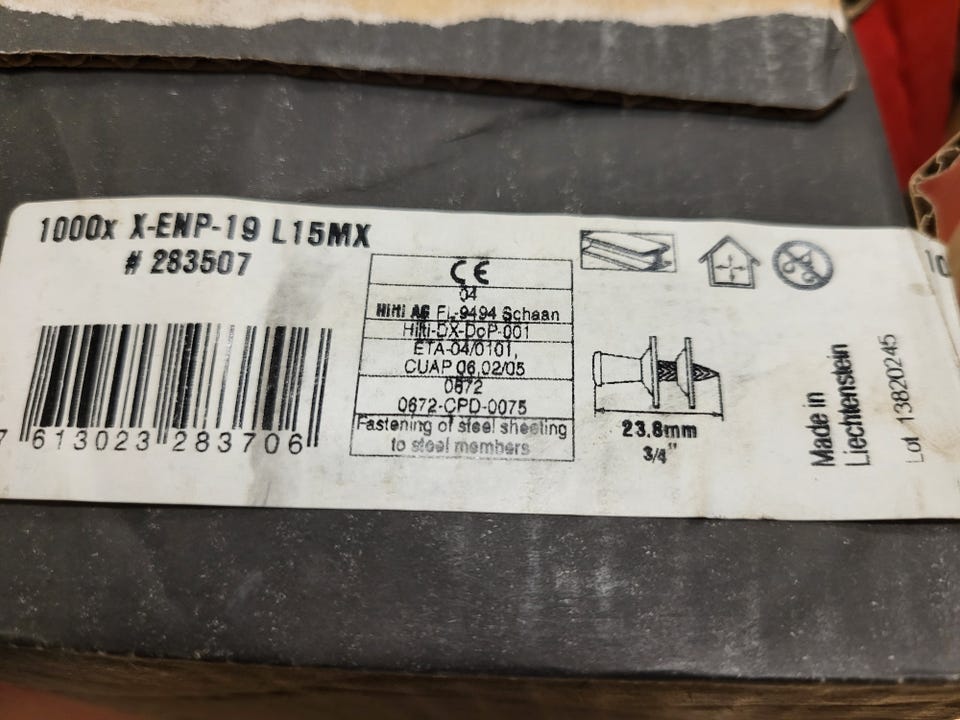 1000x X-ENP-19 L15MX
# 283507
CE
04
Hilti AG FL-9494 Schaan
Hilti-DX-DoP-001
ETA-04/0101,
CUAP 06.02/05
0672
0672-CPD-0075
Fastening of steel sheeting
to steel members
7 613023 283706
23.8mm
3/4"
Made in
Liechtenstein
Lot 13820245
10